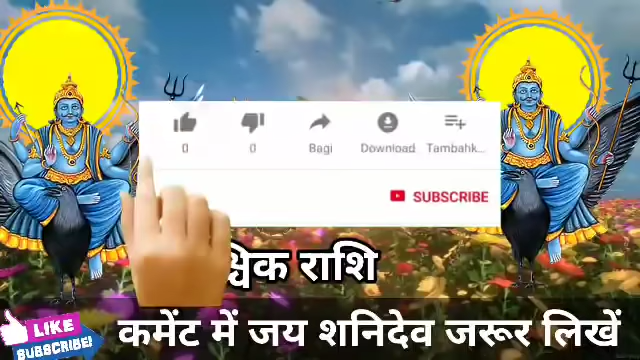 0 0 Bagi Download Tambahk...
SUBSCRIBE
श्चिक राशि
LIKE
SUBSCRIBE!
कमेंट में जय शनिदेव जरूर लिखें